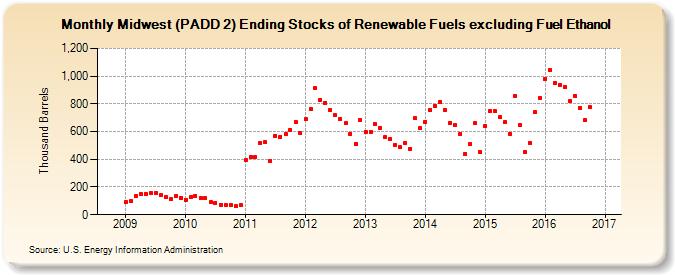 Monthly Midwest (PADD 2) Ending Stocks of Renewable Fuels excluding Fuel Ethanol
Thousand Barrels
1,200
1,000
800
600
400
200
0
2009 2010 2011 2012 2013 2014 2015 2016 2017
Source: U.S. Energy Information Administration